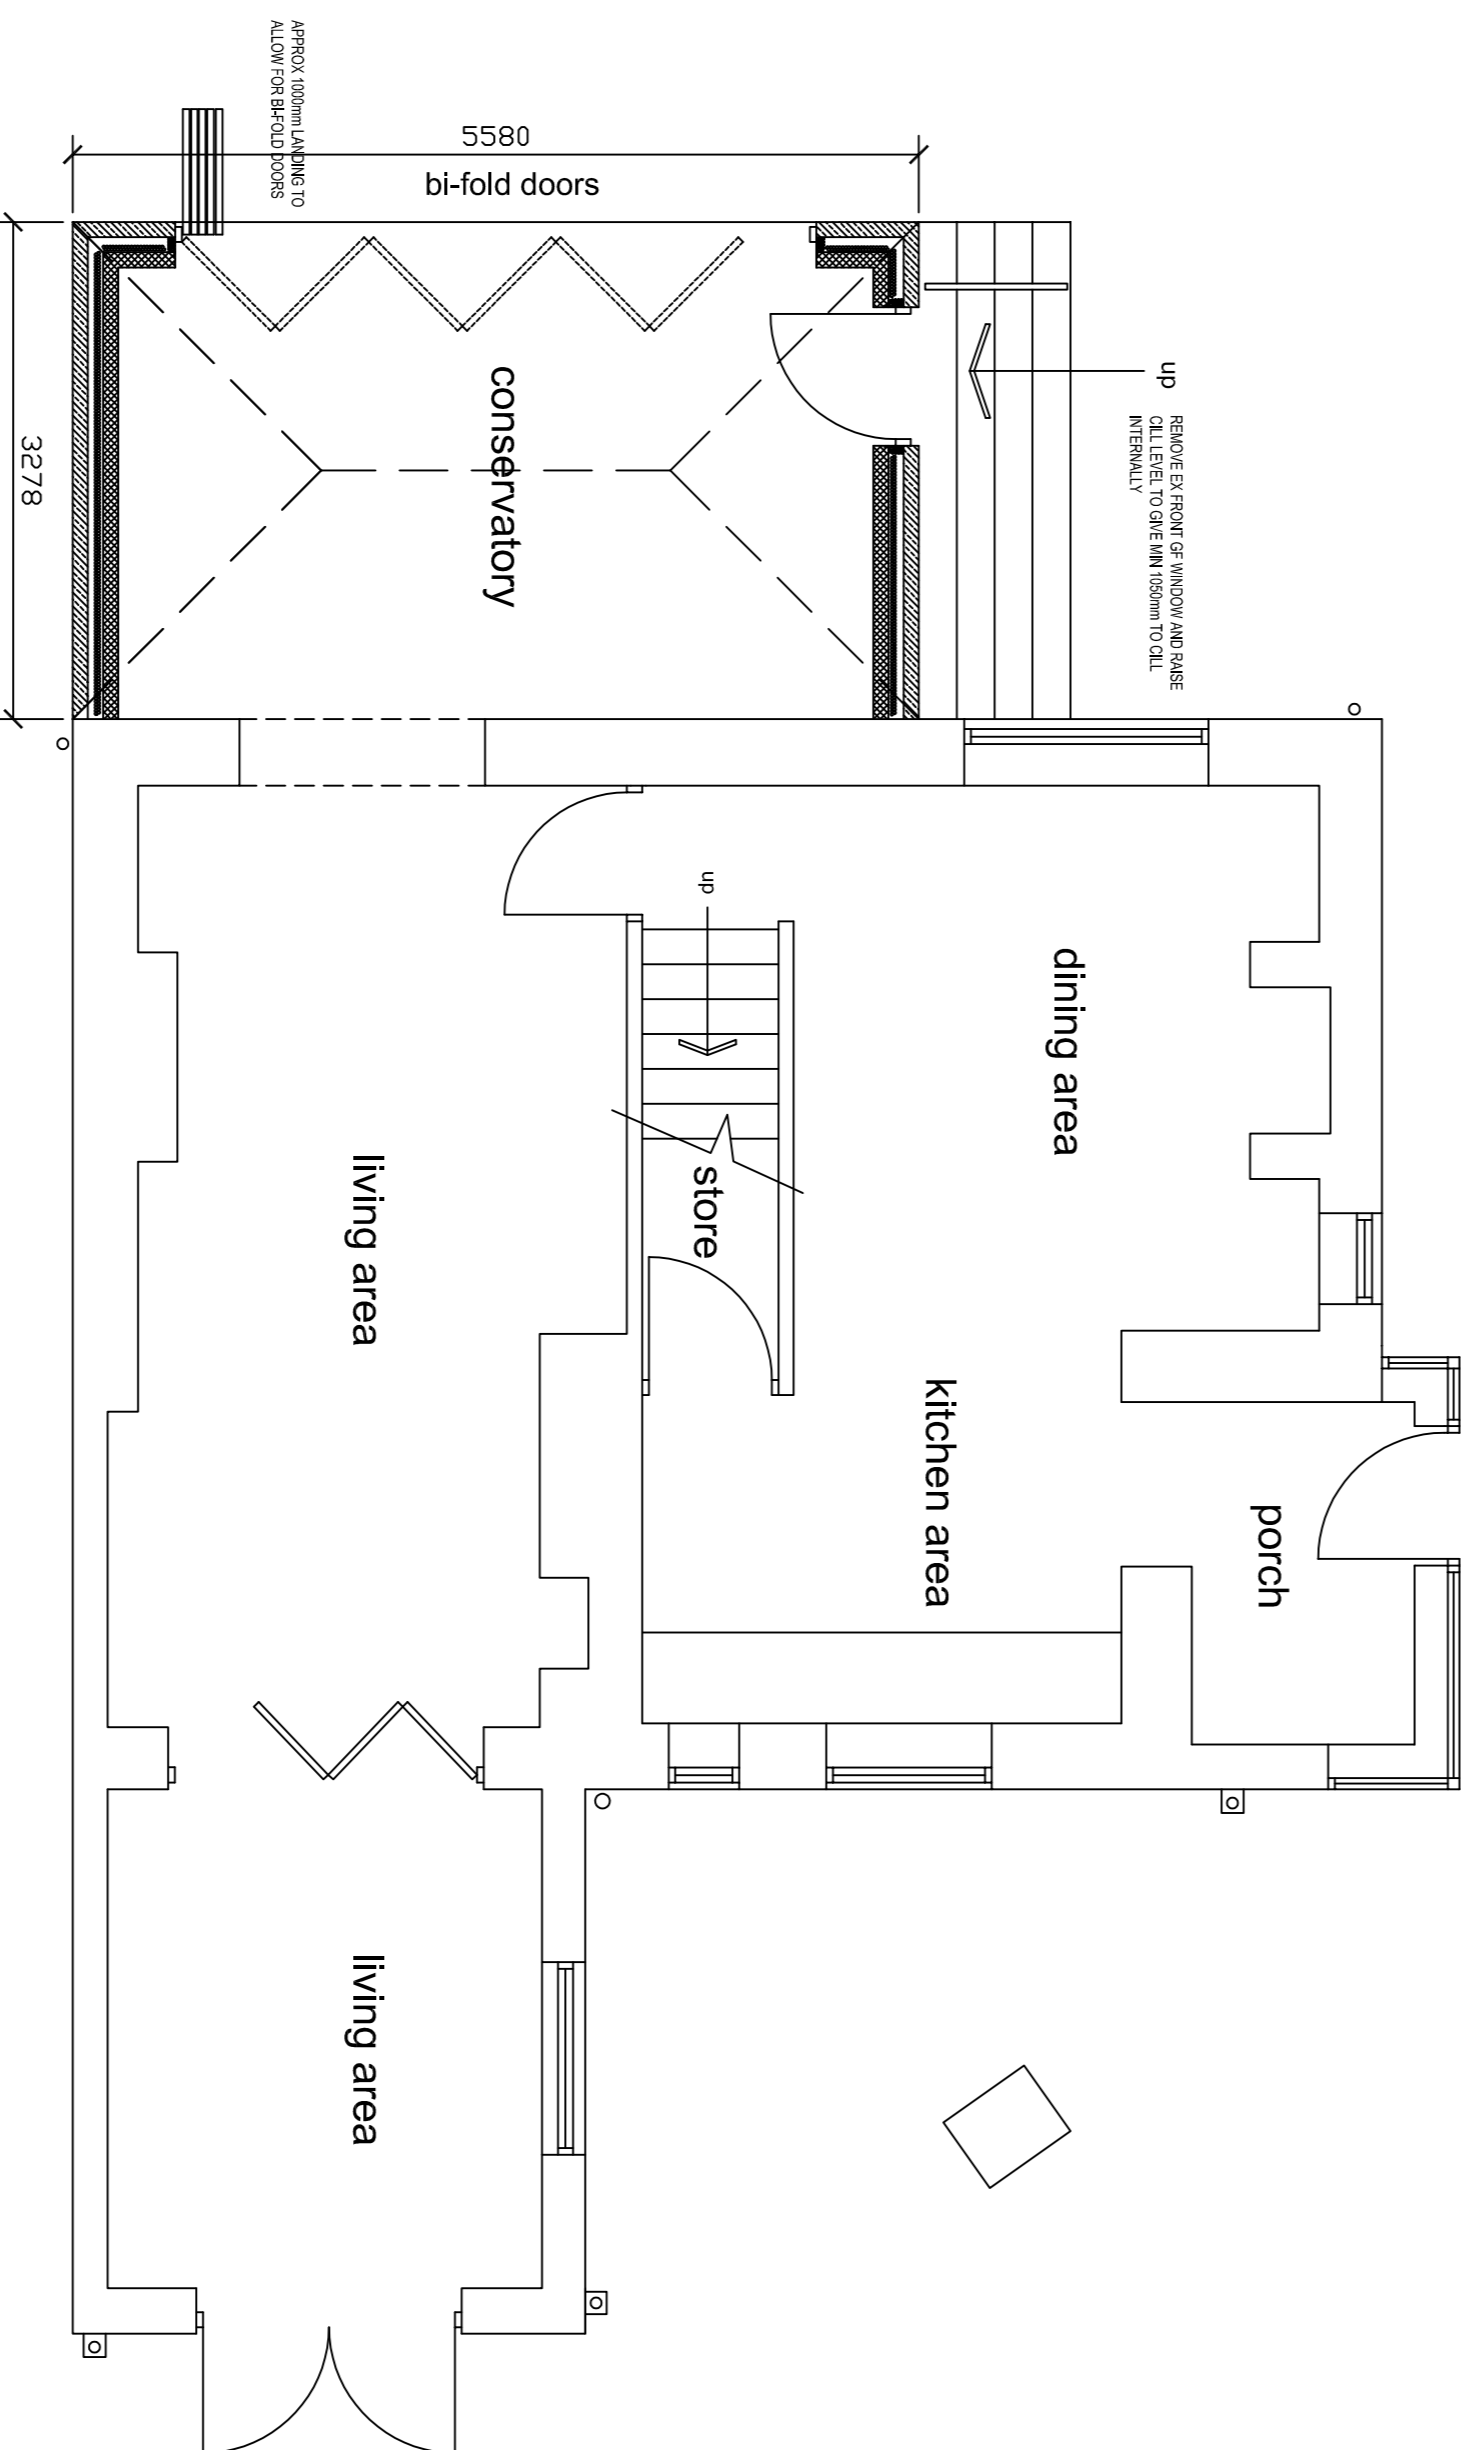 APPROX 1000mm LANDING TO
ALLOW FOR BI-FOLD DOORS
5580
bi-fold doors
up
REMOVE EX FRONT GF WINDOW AND RAISE
CILL LEVEL TO GIVE MIN 1050mm TO CILL
INTERNALLY
conservatory
3278
up
dining area
store
living area
kitchen area
porch
living area